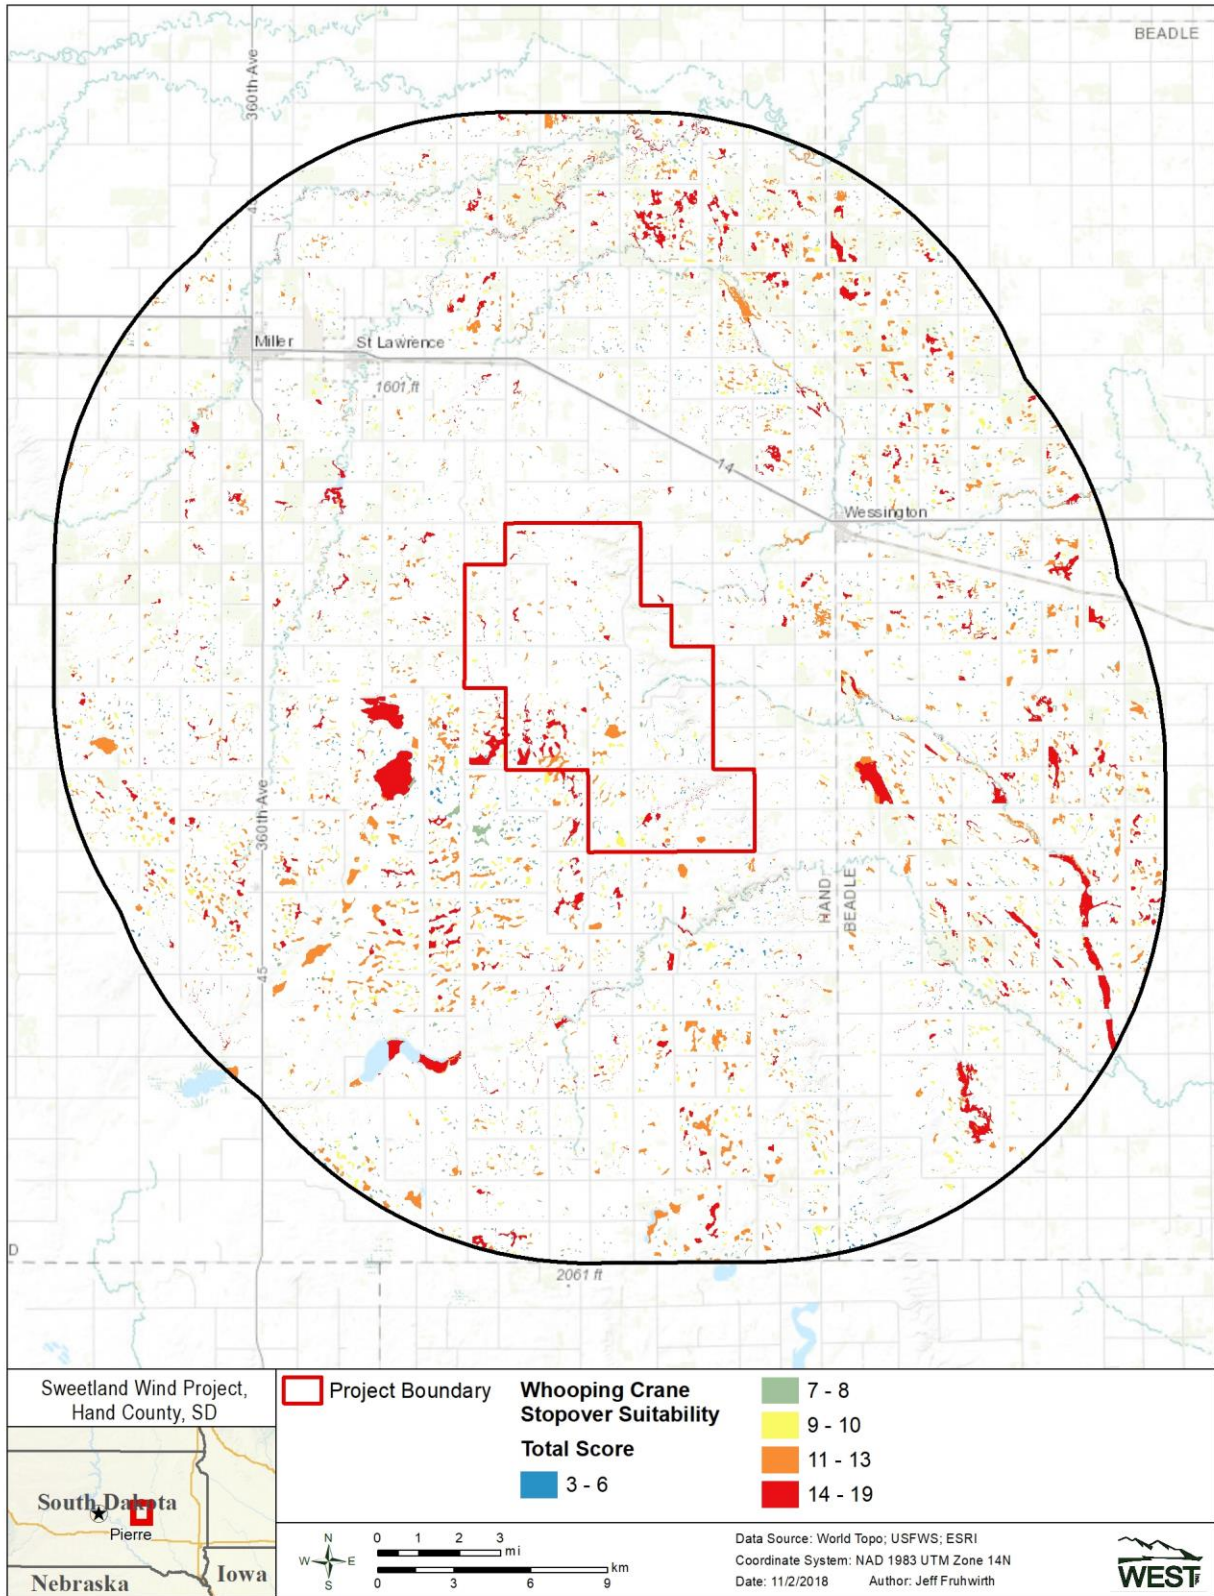 BEADLE
360th Ave
45
Miller
St Lawrence
1601 ft
14
Wessington
360th Ave
HAND
BEADLE
45
D
2061 ft
Sweetland Wind Project,
Hand County, SD
South Dakota
Pierre
Nebraska
Iowa
Project Boundary
Whooping Crane
Stopover Suitability
Total Score
3 - 6
7 - 8
9 - 10
11 - 13
14 - 19
N
W E
S
0 1 2 3
mi
km
0 3 6 9
Data Source: World Topo; USFWS; ESRI
Coordinate System: NAD 1983 UTM Zone 14N
Date: 11/2/2018 Author: Jeff Fruhwirth
WEST